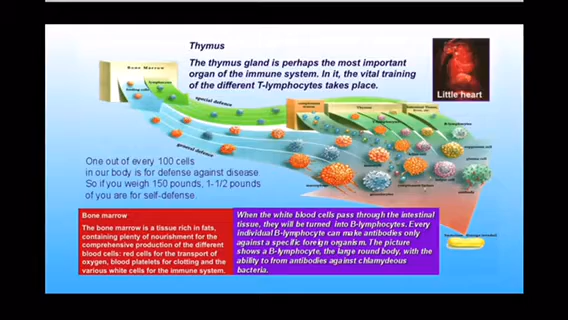 Thymus
The thymus gland is perhaps the most important
organ of the immune system. In it, the vital training
of the different T-lymphocytes takes place.
Little heart
Bone Marrow
special defence
general defence
One out of every 100 cells
in our body is for defense against disease.
So if you weigh 150 pounds, 1-1/2 pounds
of you are for self-defense.
Bone marrow
The bone marrow is a tissue rich in fats,
containing plenty of nourishment for the
comprehensive production of the different
blood cells: red cells for the transport of
oxygen, blood platelets for clotting and the
various white cells for the immune system.
When the white blood cells pass through the intestinal
tissue, they will be turned into B-lymphocytes. Every
individual B-lymphocyte can make antibodies only
against a specific foreign organism. The picture
shows a B-lymphocyte, the large round body, with the
ability to from antibodies against chlamydeous
bacteria.